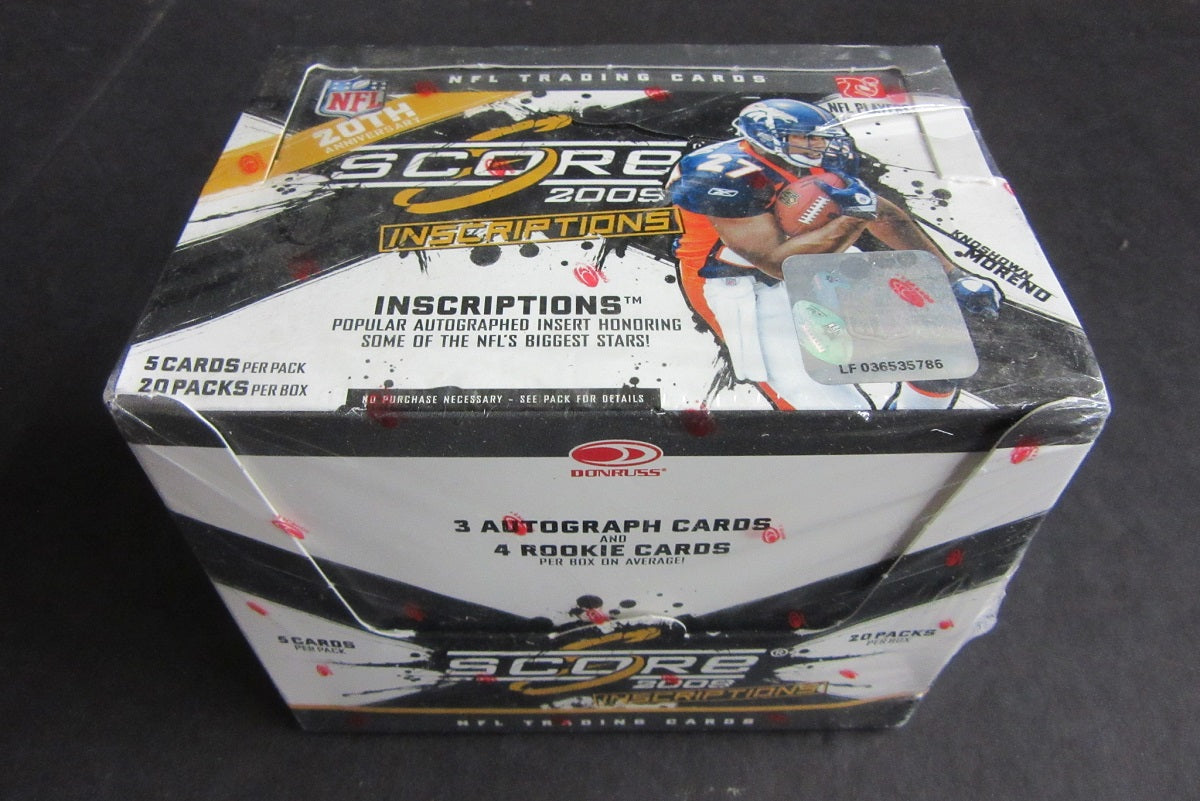 NFL TRADING CARDS
NFL
20TH
ANNIVERSARY
SCORE
2009
INSCRIPTIONS
NFL PLAYERS
27
KNOWSHON
MORENO
INSCRIPTIONS™
POPULAR AUTOGRAPHED INSERT HONORING
SOME OF THE NFL'S BIGGEST STARS!
LF 036535786
5 CARDS PER PACK
20 PACKS PER BOX
NO PURCHASE NECESSARY - SEE PACK FOR DETAILS
DONRUSS®
3 AUTOGRAPH CARDS
AND
4 ROOKIE CARDS
PER BOX ON AVERAGE!
5 CARDS
PER PACK
20 PACKS
PER BOX
SCORE®
2009
INSCRIPTIONS
NFL TRADING CARDS